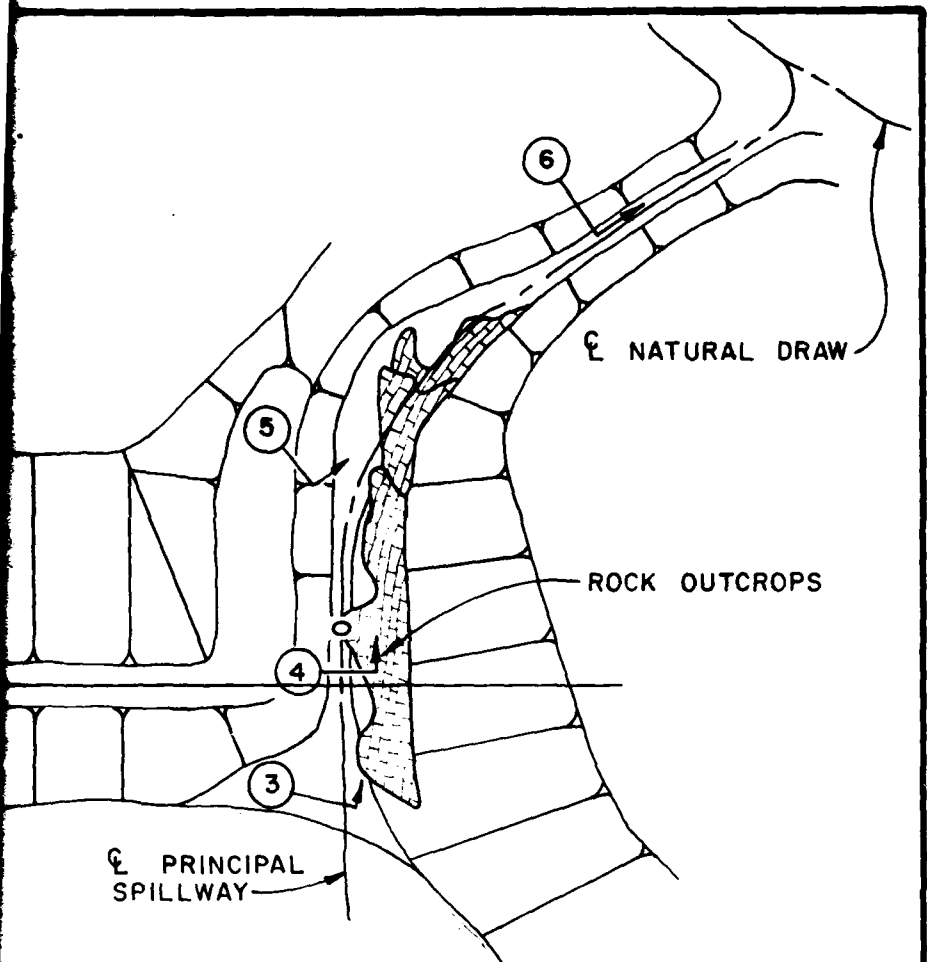 6
℄ NATURAL DRAW
5
ROCK OUTCROPS
4
3
℄ PRINCIPAL
SPILLWAY